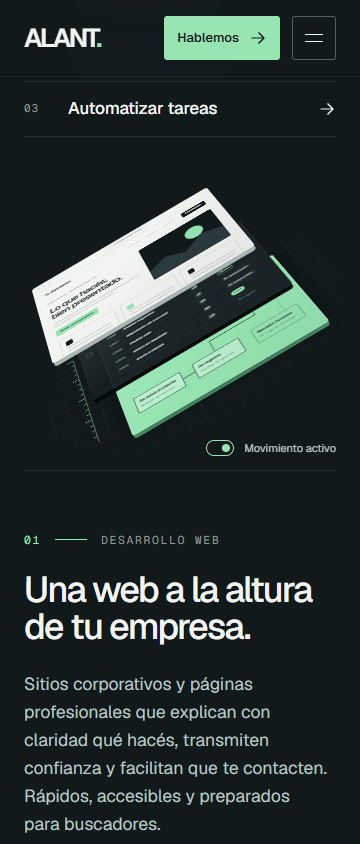 ALANT.
Hablemos
03 Automatizar tareas
Lo que hacés,
bien presentado.
Movimiento activo
01 DESARROLLO WEB
Una web a la altura
de tu empresa.
Sitios corporativos y páginas
profesionales que explican con
claridad qué hacés, transmiten
confianza y facilitan que te contacten.
Rápidos, accesibles y preparados
para buscadores.